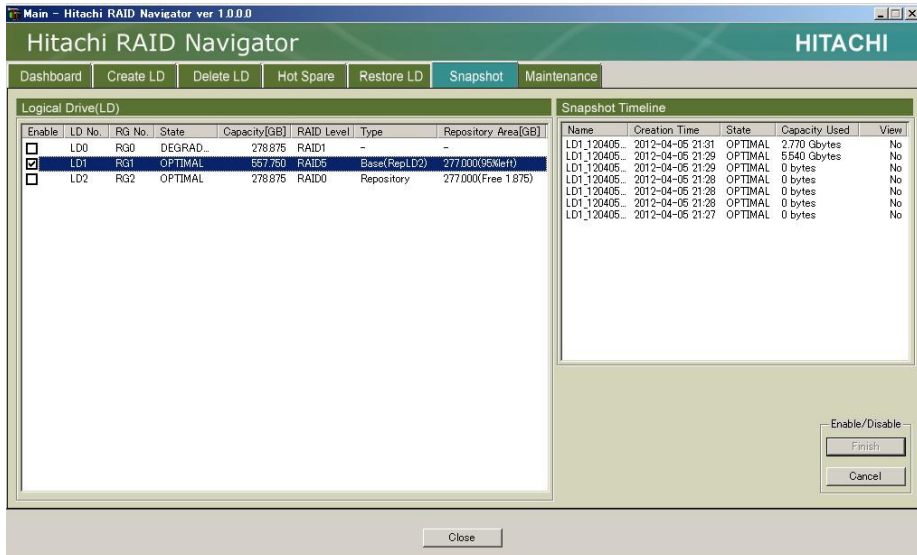 Main - Hitachi RAID Navigator ver 1.0.0.0
Hitachi RAID Navigator
HITACHI
Dashboard Create LD Delete LD Hot Spare Restore LD Snapshot Maintenance
Logical Drive(LD)
Enable LD No. RG No. State Capacity[GB] RAID Level Type Repository Area[GB]
LD0 RG0 DEGRAD... 278.875 RAID1 - -
LD1 RG1 OPTIMAL 557.750 RAID5 Base(RepLD2) 277.000(95%left)
LD2 RG2 OPTIMAL 278.875 RAID0 Repository 277.000(Free 1.875)
Snapshot Timeline
Name Creation Time State Capacity Used View
LD1_120405... 2012-04-05 21:31 OPTIMAL 2.770 Gbytes No
LD1_120405... 2012-04-05 21:29 OPTIMAL 5.540 Gbytes No
LD1_120405... 2012-04-05 21:29 OPTIMAL 0 bytes No
LD1_120405... 2012-04-05 21:28 OPTIMAL 0 bytes No
LD1_120405... 2012-04-05 21:28 OPTIMAL 0 bytes No
LD1_120405... 2012-04-05 21:28 OPTIMAL 0 bytes No
LD1_120405... 2012-04-05 21:27 OPTIMAL 0 bytes No
Enable/Disable
Finish
Cancel
Close